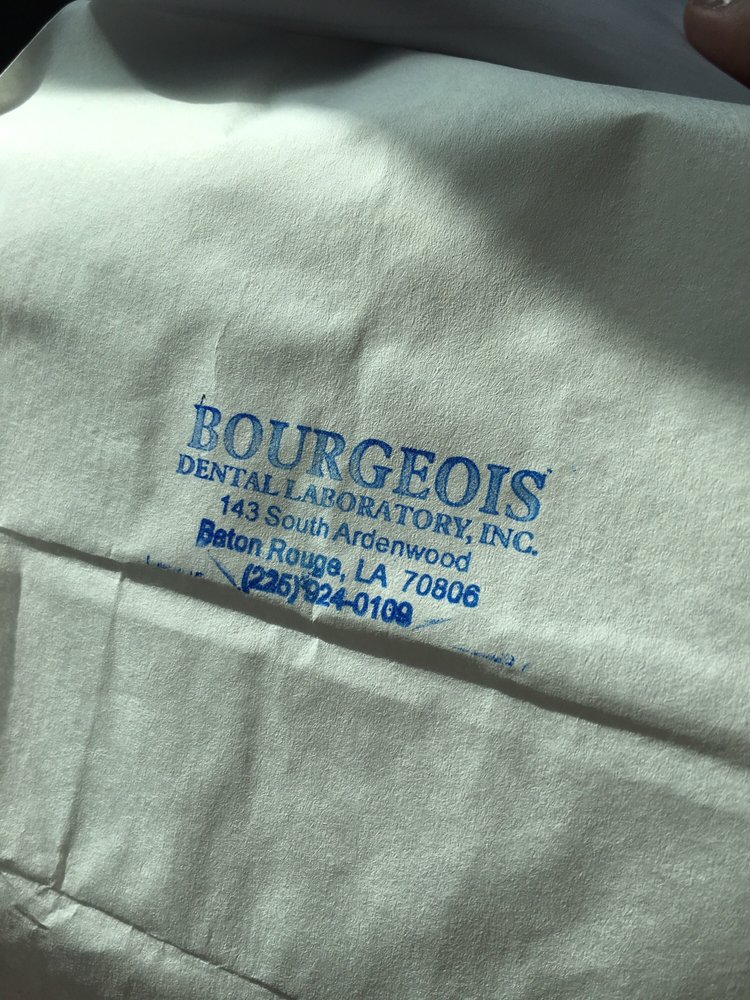 BOURGEOIS
DENTAL LABORATORY, INC.
143 South Ardenwood
Baton Rouge, LA 70806
(225) 924-0109